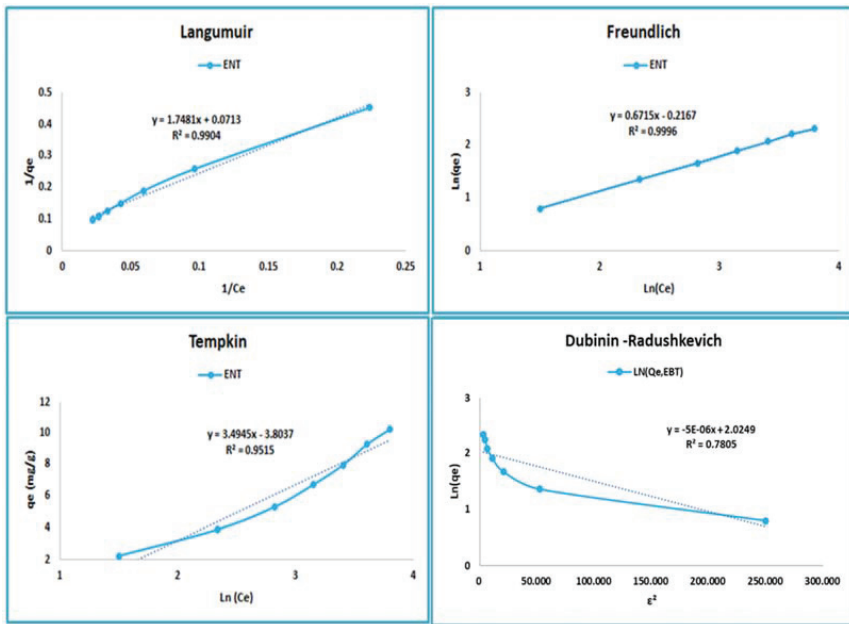 Langumuir
ENT
y = 1.7481x + 0.0713
R² = 0.9904
1/qe
0.5
0.4
0.3
0.2
0.1
0
0 0.05 0.1 0.15 0.2 0.25
1/Ce
Freundlich
ENT
y = 0.6715x - 0.2167
R² = 0.9996
Ln(qe)
3
2
1
0
1 2 3 4
Ln(Ce)
Tempkin
ENT
y = 3.4945x - 3.8037
R² = 0.9515
qe (mg/g)
12
10
8
6
4
2
1 2 3 4
Ln (Ce)
Dubinin -Radushkevich
LN(Qe,EBT)
y = -5E-06x + 2.0249
R² = 0.7805
Ln(qe)
3
2
1
0
0 50.000 100.000 150.000 200.000 250.000 300.000
ε²